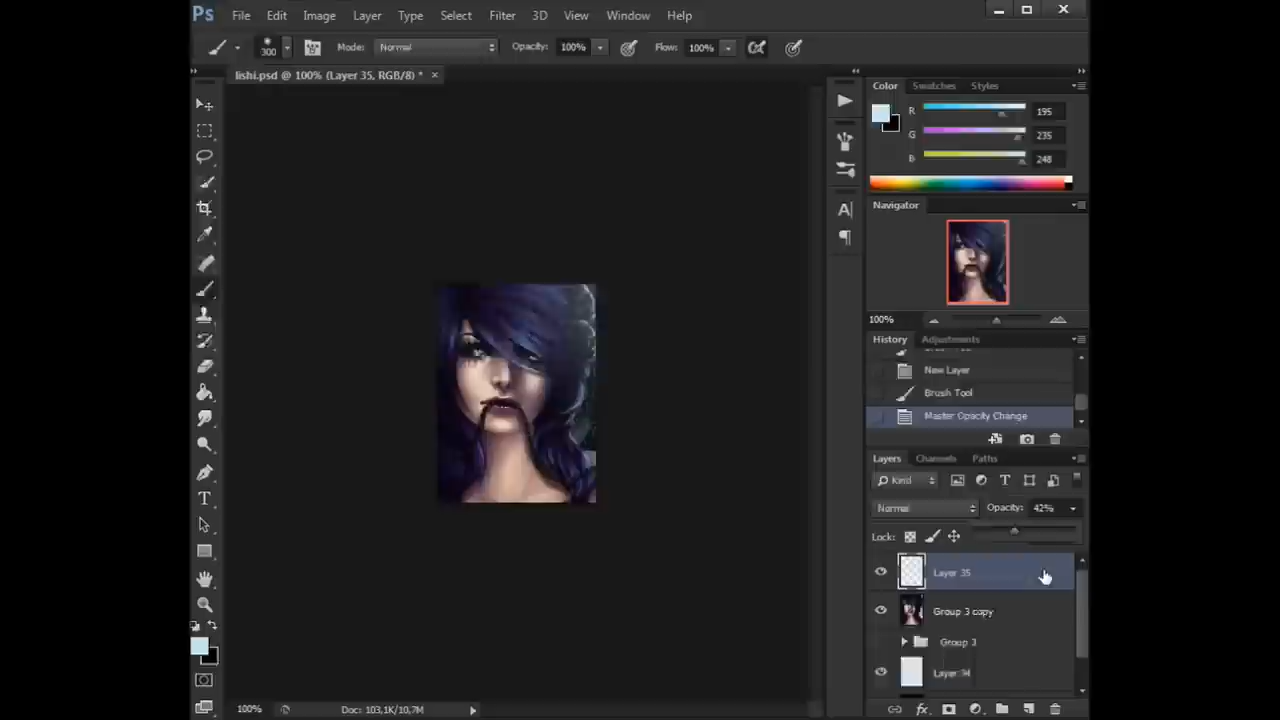 Ps File Edit Image Layer Type Select Filter 3D View Window Help
300 Mode: Normal Opacity: 100% Flow: 100%
lishi.psd @ 100% (Layer 35, RGB/8) * ×
Color Swatches Styles
R 195
G 235
B 248
Navigator
100%
History Adjustments
New Layer
Brush Tool
Master Opacity Change
Layers Channels Paths
Kind
Normal Opacity: 42%
Lock:
Layer 35
Group 3 copy
Group 3
Layer 34
fx
100% Doc: 103,1K/10,7M